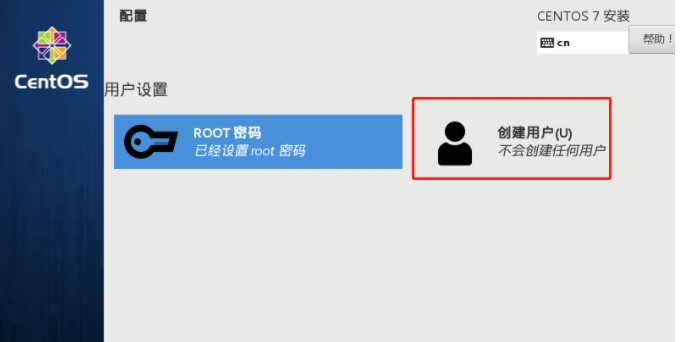 配置
CENTOS 7 安装
cn
帮助！
CentOS
用户设置
ROOT 密码
已经设置 root 密码
创建用户(U)
不会创建任何用户